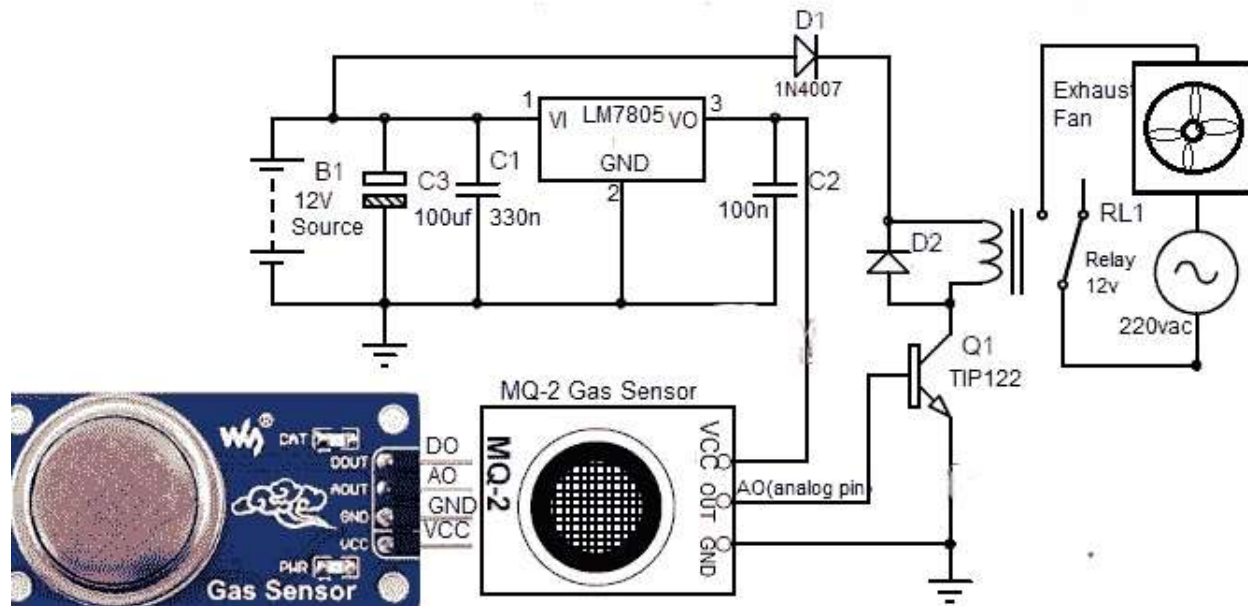 D1
1N4007
1
VI
LM7805
VO
3
GND
2
B1
12V
Source
C3
100uf
C1
330n
C2
100n
D2
Exhaust
Fan
RL1
Relay
12v
220vac
Q1
TIP122
MQ-2 Gas Sensor
MQ-2
VCC
OUT
GND
AO(analog pin)
DOUT
AOUT
GND
VCC
PWR
DO
AO
GND
VCC
Gas Sensor